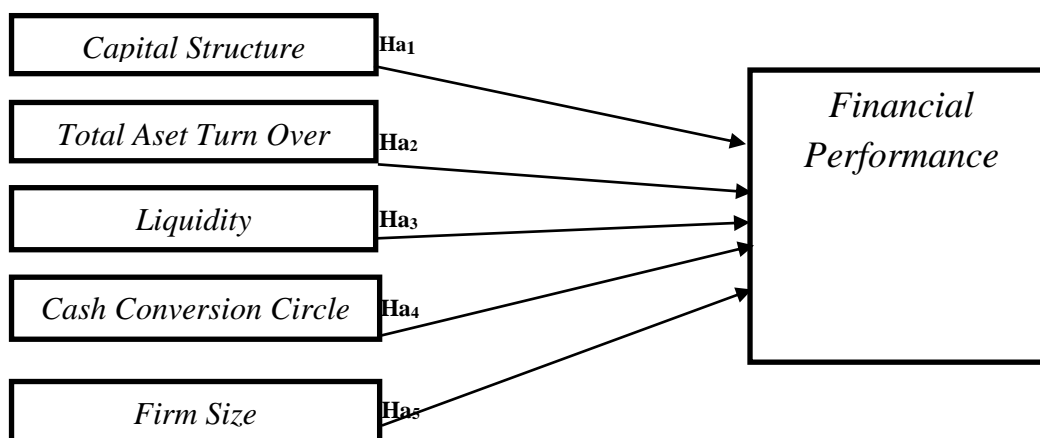 Capital Structure
Ha1
Financial
Performance
Total Aset Turn Over
Ha2
Liquidity
Ha3
Cash Conversion Circle
Ha4
Firm Size
Ha5